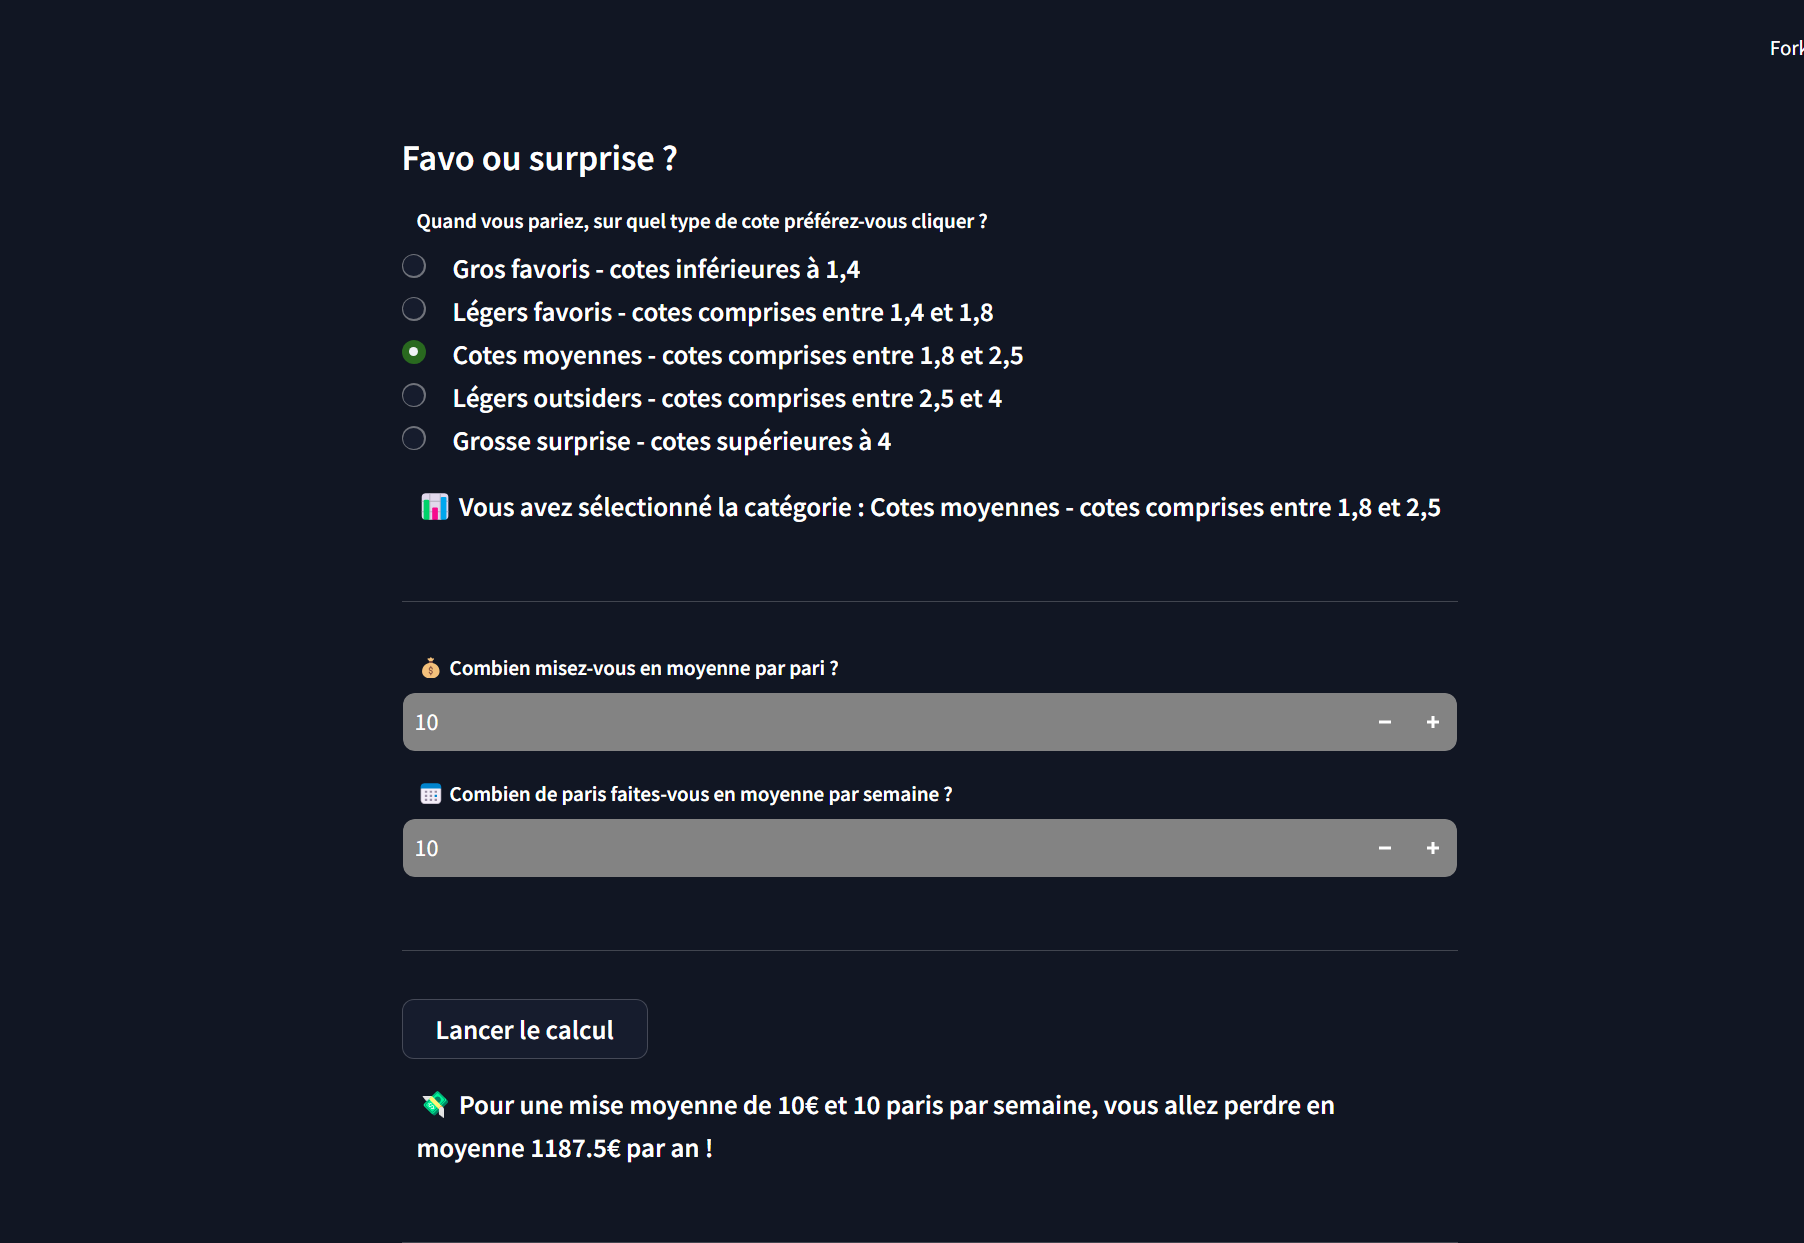 Fork
Favo ou surprise ?
Quand vous pariez, sur quel type de cote préférez-vous cliquer ?
Gros favoris - cotes inférieures à 1,4
Légers favoris - cotes comprises entre 1,4 et 1,8
Cotes moyennes - cotes comprises entre 1,8 et 2,5
Légers outsiders - cotes comprises entre 2,5 et 4
Grosse surprise - cotes supérieures à 4
📊 Vous avez sélectionné la catégorie : Cotes moyennes - cotes comprises entre 1,8 et 2,5
💰 Combien misez-vous en moyenne par pari ?
10 − +
📅 Combien de paris faites-vous en moyenne par semaine ?
10 − +
Lancer le calcul
💸 Pour une mise moyenne de 10€ et 10 paris par semaine, vous allez perdre en
moyenne 1187.5€ par an !